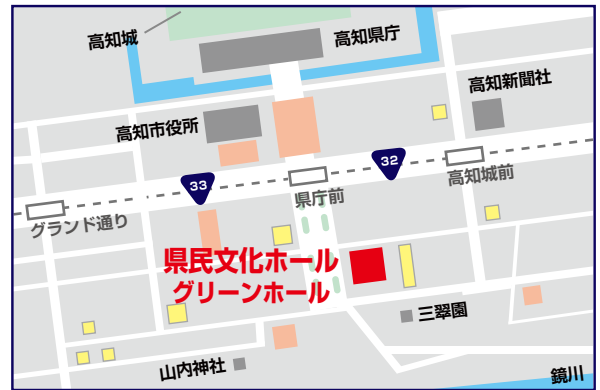 高知城
高知県庁
高知新聞社
高知市役所
32
33
高知城前
県庁前
グランド通り
県民文化ホール
グリーンホール
三翠園
山内神社
鏡川